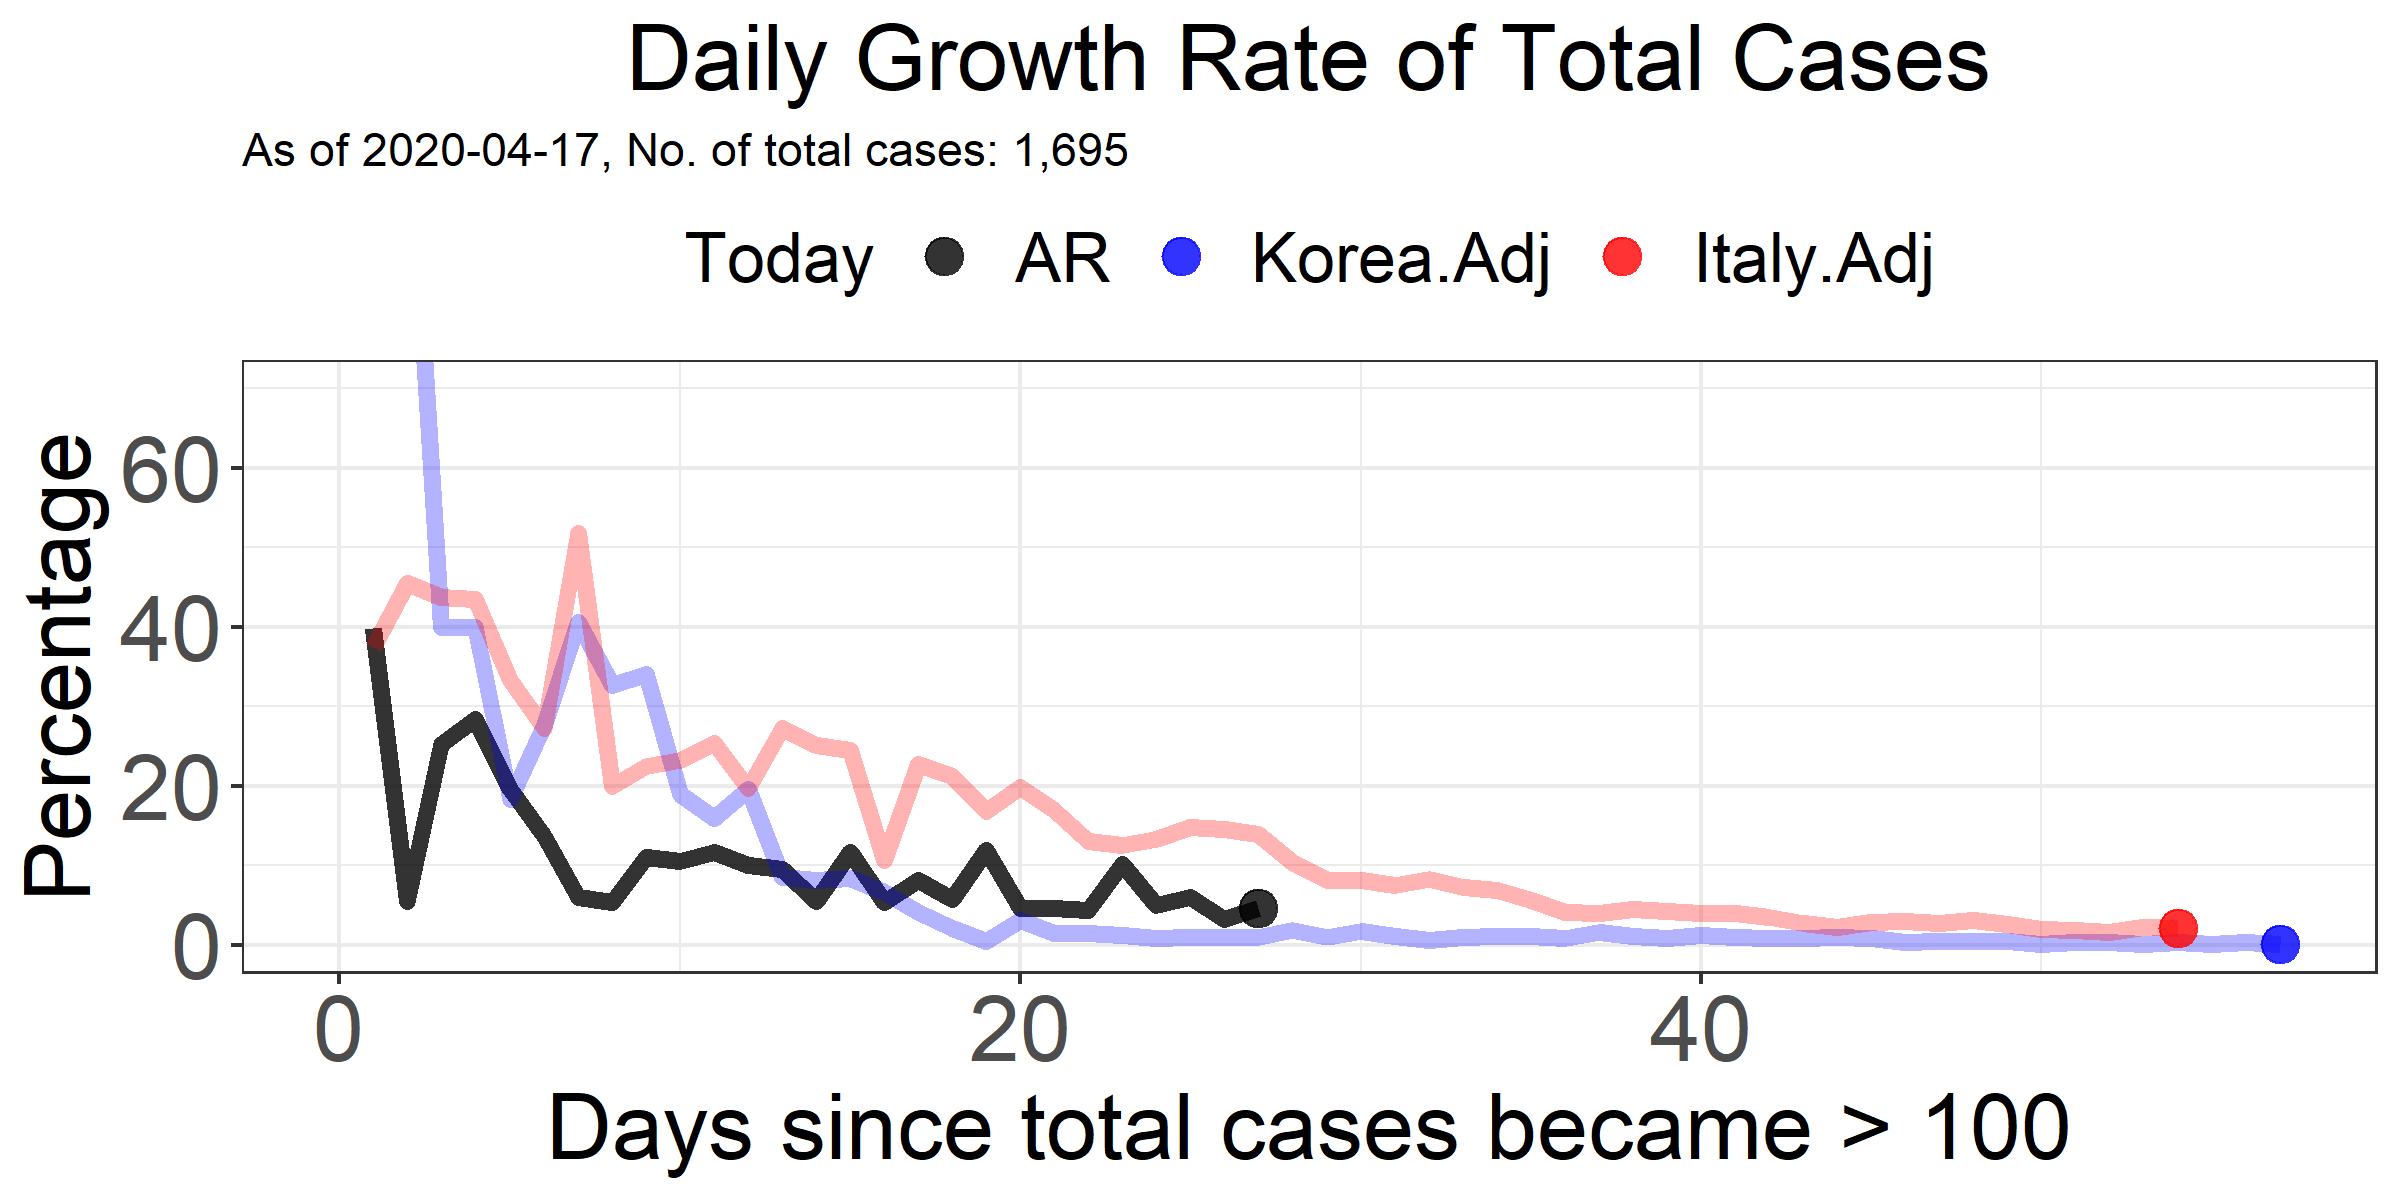 Daily Growth Rate of Total Cases
As of 2020-04-17, No. of total cases: 1,695
Today AR Korea.Adj Italy.Adj
Percentage
60
40
20
0
0 20 40
Days since total cases became > 100